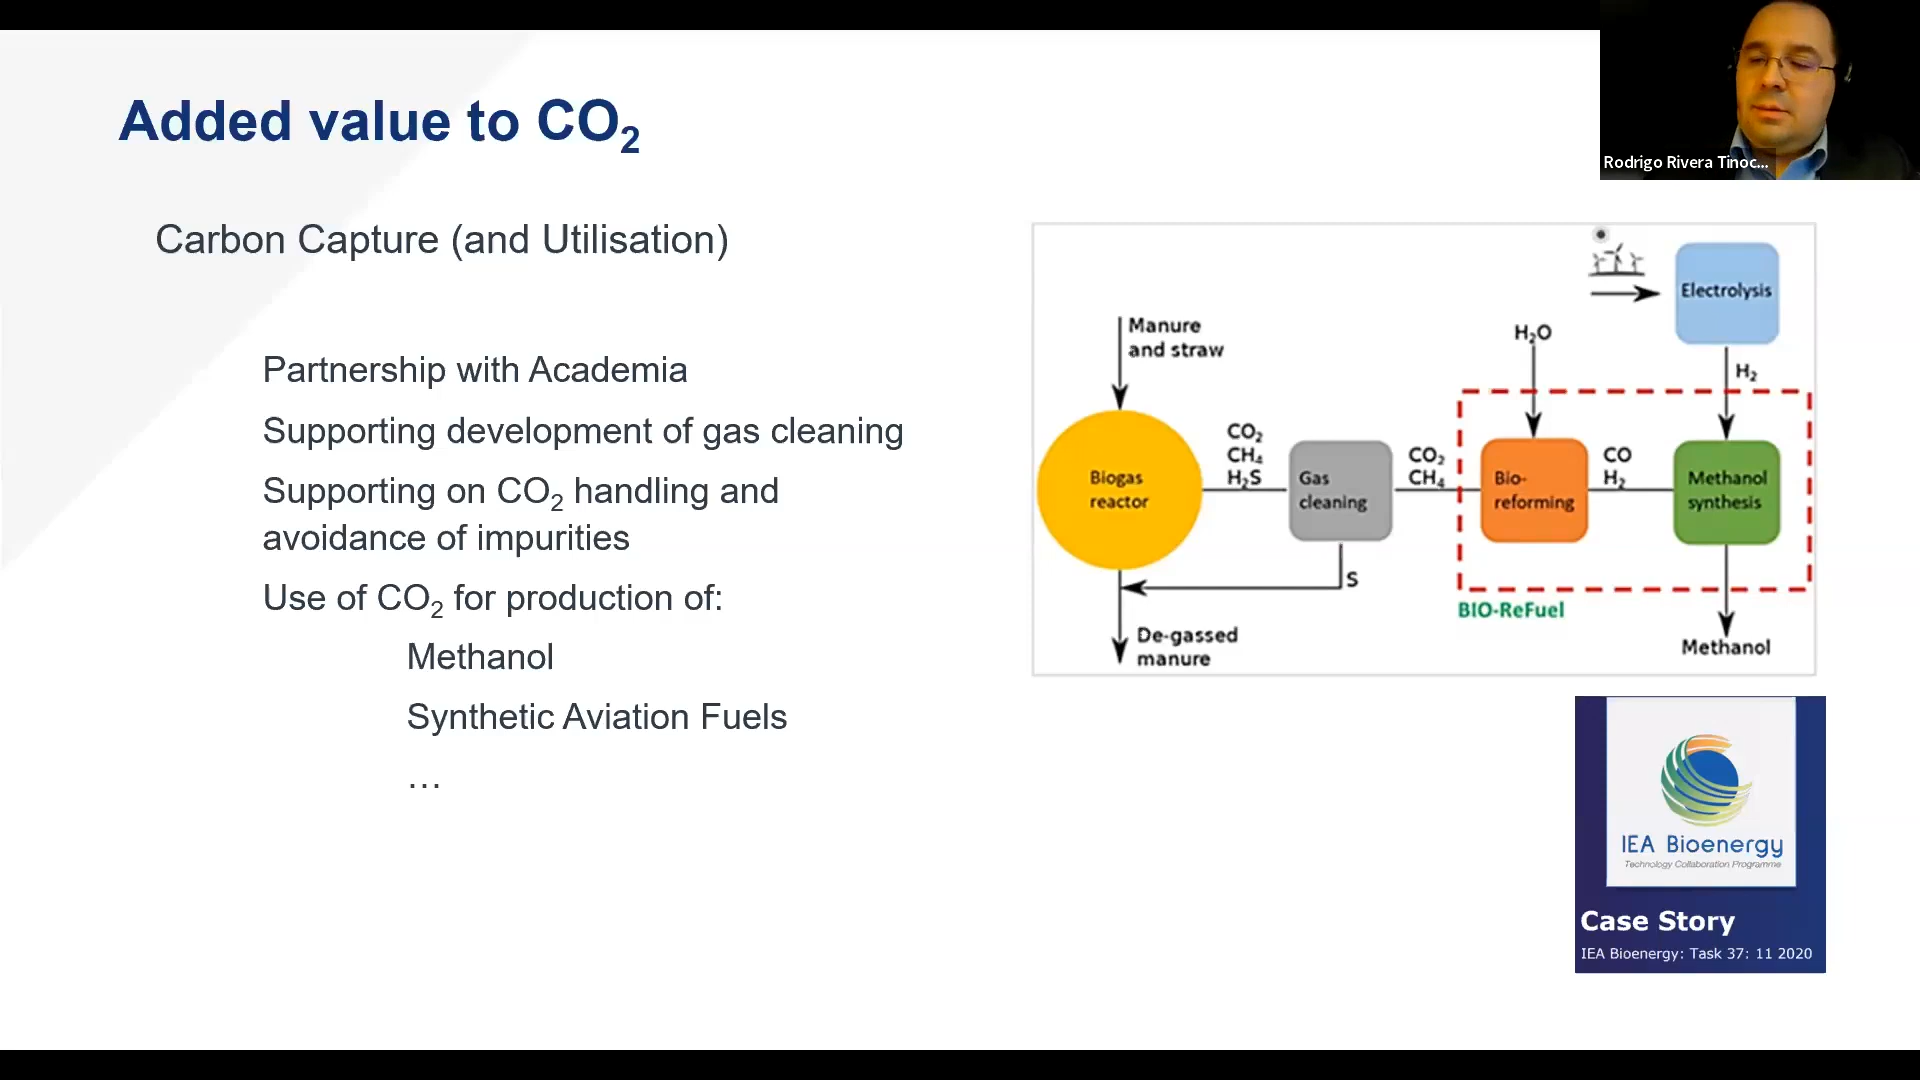 Added value to CO₂
Rodrigo Rivera Tinoc...
Carbon Capture (and Utilisation)
Partnership with Academia
Supporting development of gas cleaning
Supporting on CO₂ handling and
avoidance of impurities
Use of CO₂ for production of:
Methanol
Synthetic Aviation Fuels
…
Electrolysis
H₂O
H₂
Manure
and straw
Biogas
reactor
CO₂
CH₄
H₂S
Gas
cleaning
CO₂
CH₄
Bio-
reforming
CO
H₂
Methanol
synthesis
S
BIO-ReFuel
De-gassed
manure
Methanol
IEA Bioenergy
Technology Collaboration Programme
Case Story
IEA Bioenergy: Task 37: 11 2020